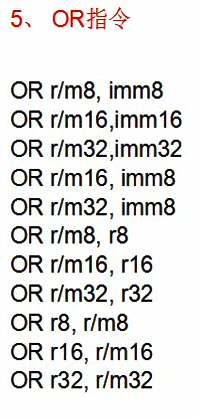 5、 OR指令
OR r/m8, imm8
OR r/m16,imm16
OR r/m32,imm32
OR r/m16, imm8
OR r/m32, imm8
OR r/m8, r8
OR r/m16, r16
OR r/m32, r32
OR r8, r/m8
OR r16, r/m16
OR r32, r/m32